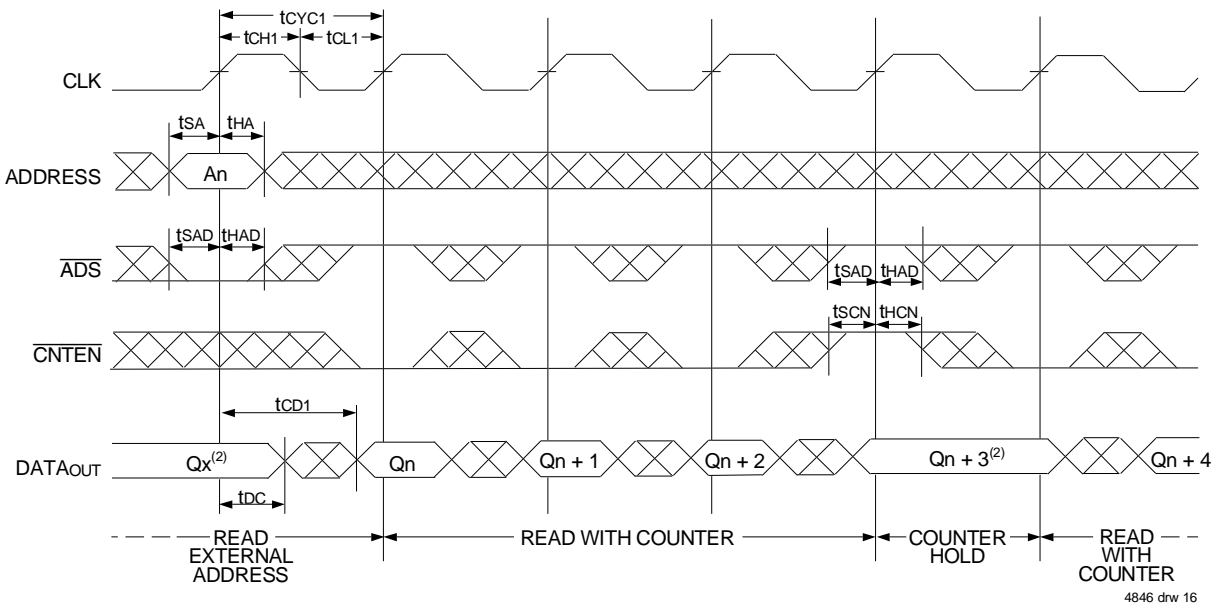 tCYC1
tCH1 tCL1
CLK
tSA tHA
ADDRESS An
tSAD tHAD
ADS tSAD tHAD
tSCN tHCN
CNTEN
tCD1
DATAOUT Qx(2) Qn Qn + 1 Qn + 2 Qn + 3(2) Qn + 4
tDC
READ EXTERNAL ADDRESS
READ WITH COUNTER
COUNTER HOLD
READ WITH COUNTER
4846 drw 16